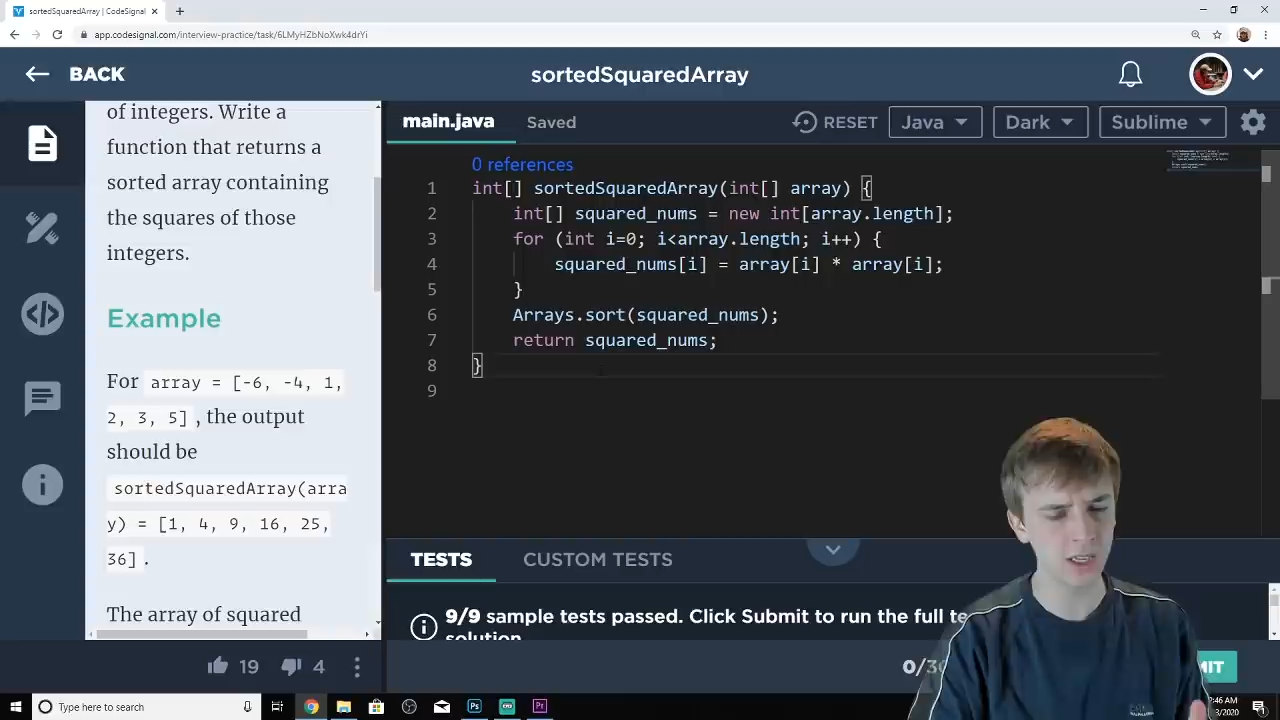 sortedSquaredArray | CodeSignal
app.codesignal.com/interview-practice/task/6LMyHZbNoXwk4drYi
BACK
sortedSquaredArray
of integers. Write a
function that returns a
sorted array containing
the squares of those
integers.
Example
For array = [-6, -4, 1,
2, 3, 5] , the output
should be
sortedSquaredArray(arra
y) = [1, 4, 9, 16, 25,
36] .
The array of squared
19
4
main.java
Saved
RESET
Java
Dark
Sublime
0 references
1 int[] sortedSquaredArray(int[] array) {
2 int[] squared_nums = new int[array.length];
3 for (int i=0; i<array.length; i++) {
4 squared_nums[i] = array[i] * array[i];
5 }
6 Arrays.sort(squared_nums);
7 return squared_nums;
8 }
9
TESTS
CUSTOM TESTS
9/9 sample tests passed. Click Submit to run the full te
solution.
Type here to search